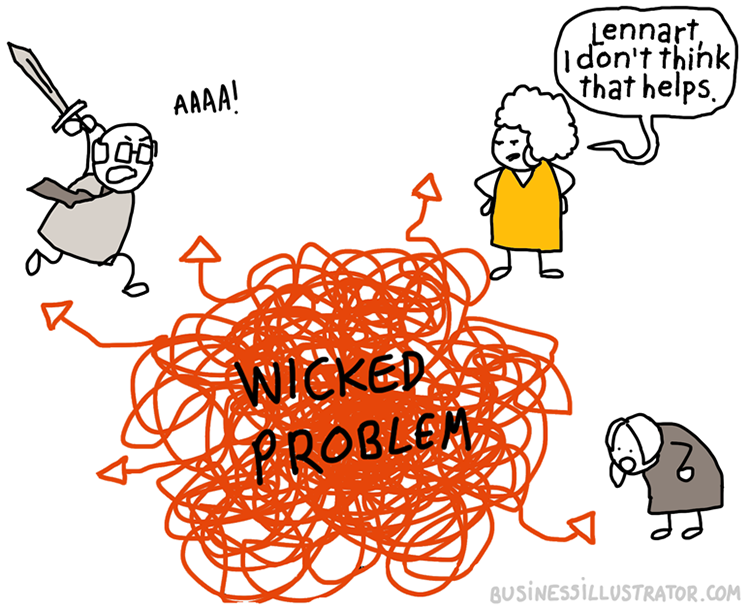 Lennart,
I don't think
that helps.
AAAA!
WICKED
PROBLEM
BUSINESSILLUSTRATOR.COM